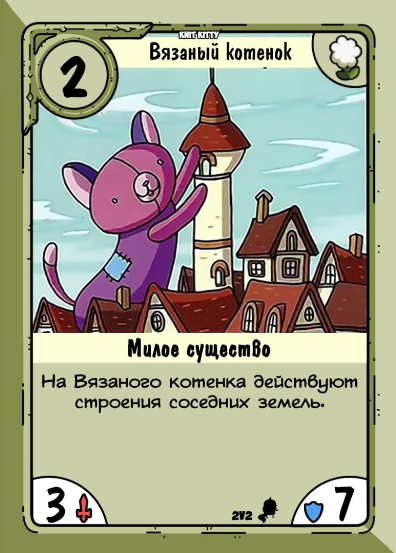 KNIT KITTY
2
Вязаный котенок
Милое существо
На Вязаного котенка действуют
строения соседних земель.
3
2V2
7